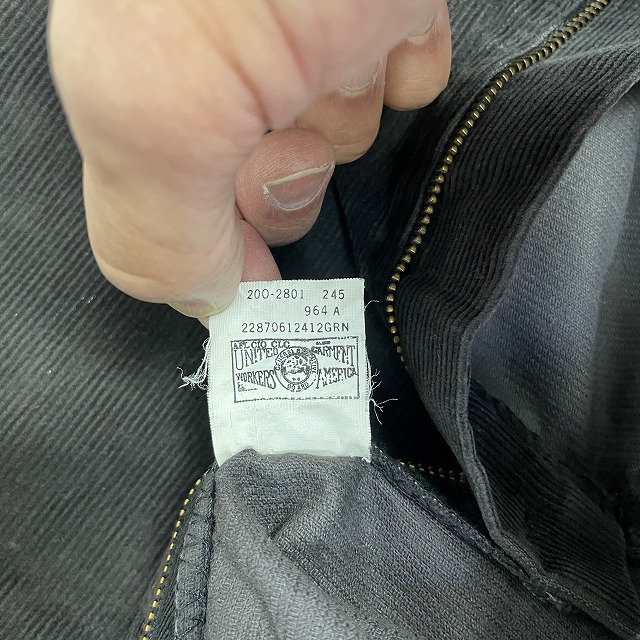 200-2801 245
964 A
22870612412GRN
AFL CIO CLC
UNITED GARMENT
WORKERS AMERICA